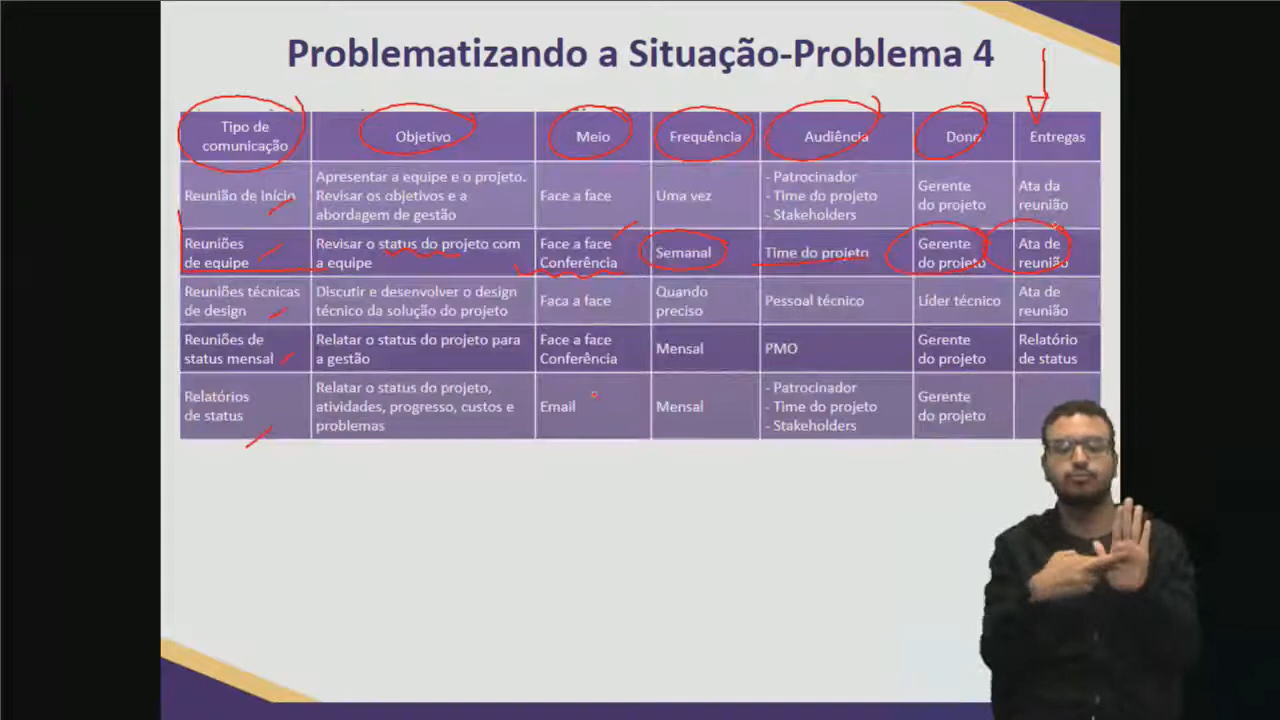 Problematizando a Situação-Problema 4
Tipo de
comunicação
Objetivo
Meio
Frequência
Audiência
Dono
Entregas
Reunião de Início
Apresentar a equipe e o projeto.
Revisar os objetivos e a
abordagem de gestão
Face a face
Uma vez
- Patrocinador
- Time do projeto
- Stakeholders
Gerente
do projeto
Ata da
reunião
Reuniões
de equipe
Revisar o status do projeto com
a equipe
Face a face
Conferência
Semanal
Time do projeto
Gerente
do projeto
Ata de
reunião
Reuniões técnicas
de design
Discutir e desenvolver o design
técnico da solução do projeto
Faca a face
Quando
preciso
Pessoal técnico
Líder técnico
Ata de
reunião
Reuniões de
status mensal
Relatar o status do projeto para
a gestão
Face a face
Conferência
Mensal
PMO
Gerente
do projeto
Relatório
de status
Relatórios
de status
Relatar o status do projeto,
atividades, progresso, custos e
problemas
Email
Mensal
- Patrocinador
- Time do projeto
- Stakeholders
Gerente
do projeto